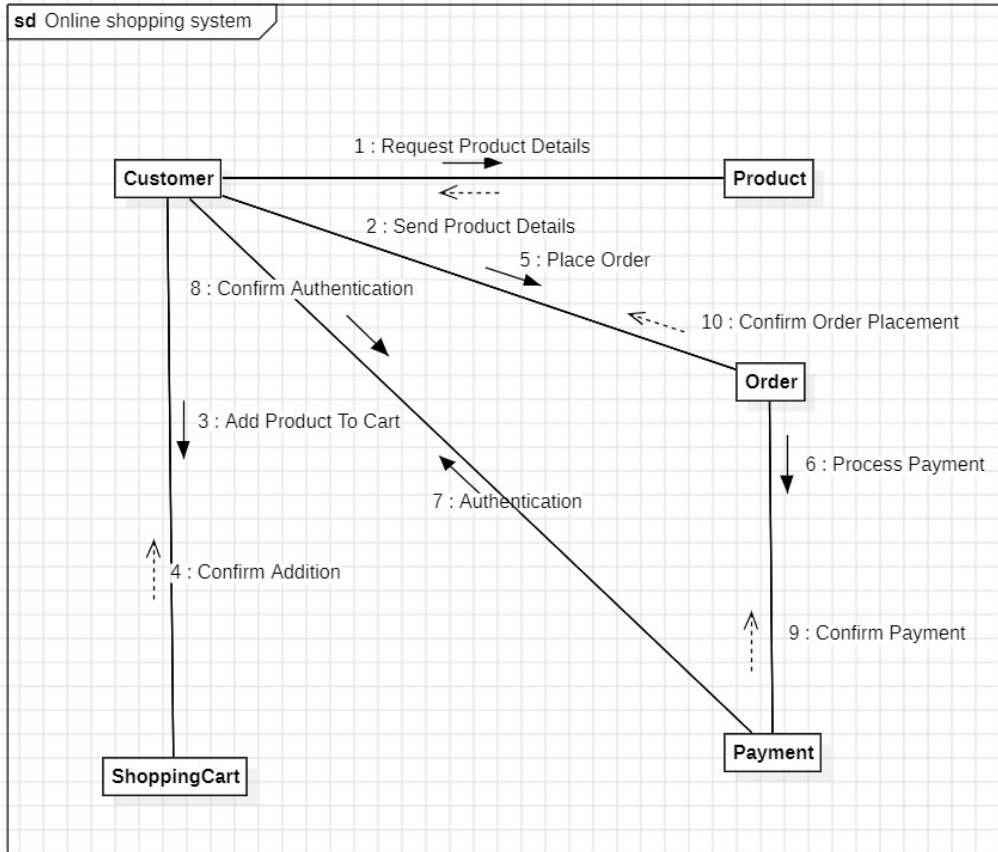 sd Online shopping system
1 : Request Product Details
Customer
Product
2 : Send Product Details
5 : Place Order
8 : Confirm Authentication
10 : Confirm Order Placement
Order
3 : Add Product To Cart
6 : Process Payment
7 : Authentication
4 : Confirm Addition
9 : Confirm Payment
Payment
ShoppingCart